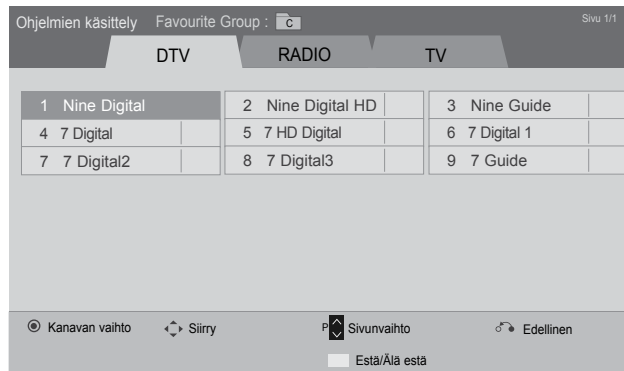 Ohjelmien käsittely Favourite Group : C Sivu 1/1
DTV RADIO TV
1 Nine Digital 2 Nine Digital HD 3 Nine Guide
4 7 Digital 5 7 HD Digital 6 7 Digital 1
7 7 Digital2 8 7 Digital3 9 7 Guide
Kanavan vaihto Siirry P Sivunvaihto Edellinen
Estä/Älä estä